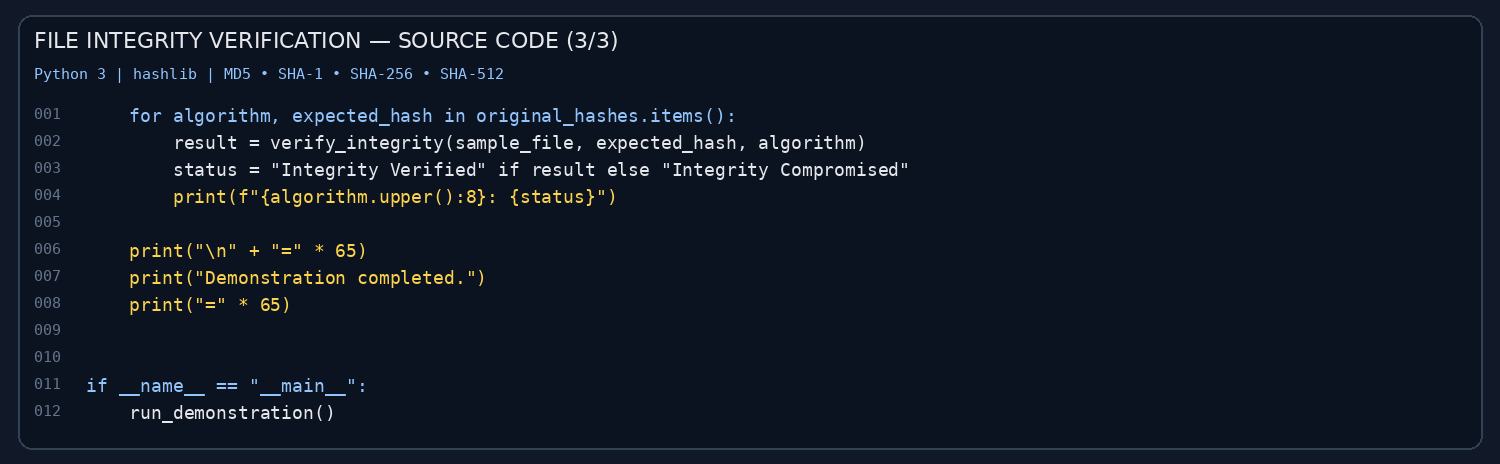 FILE INTEGRITY VERIFICATION — SOURCE CODE (3/3)
Python 3 | hashlib | MD5 • SHA-1 • SHA-256 • SHA-512
001     for algorithm, expected_hash in original_hashes.items():
002         result = verify_integrity(sample_file, expected_hash, algorithm)
003         status = "Integrity Verified" if result else "Integrity Compromised"
004         print(f"{algorithm.upper():8}: {status}")
005
006     print("\n" + "=" * 65)
007     print("Demonstration completed.")
008     print("=" * 65)
009
010
011 if __name__ == "__main__":
012     run_demonstration()